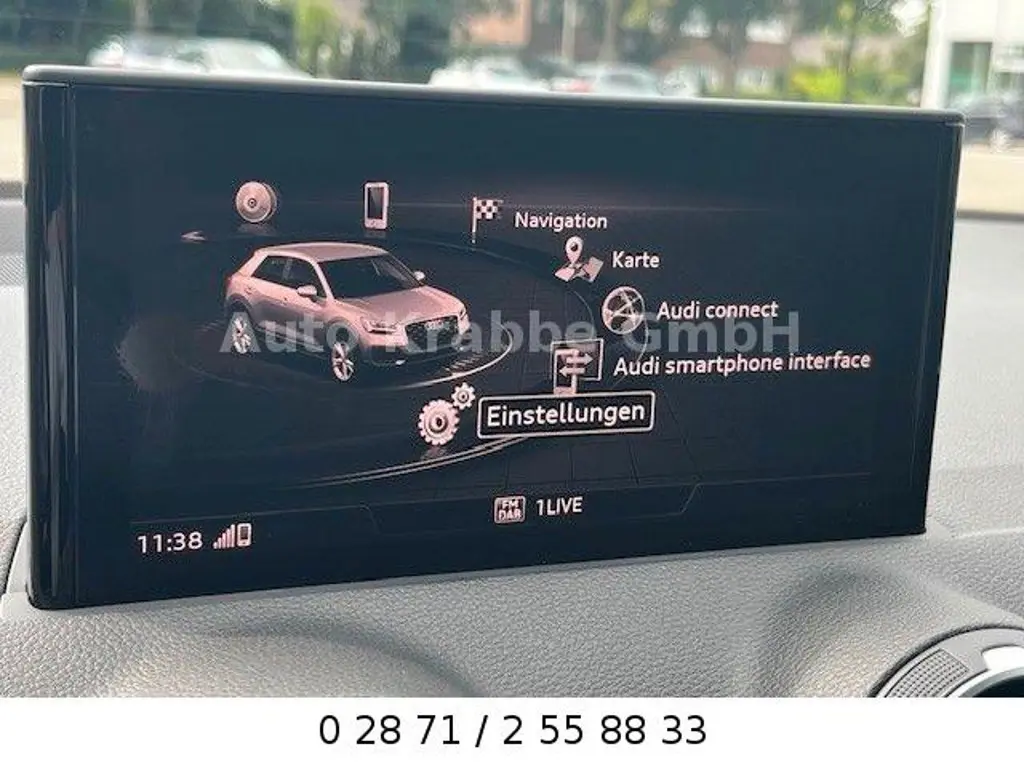 Navigation
Karte
Audi connect
Auto Krabbe GmbH
Audi smartphone interface
Einstellungen
FM DAB 1LIVE
11:38
0 28 71 / 2 55 88 33